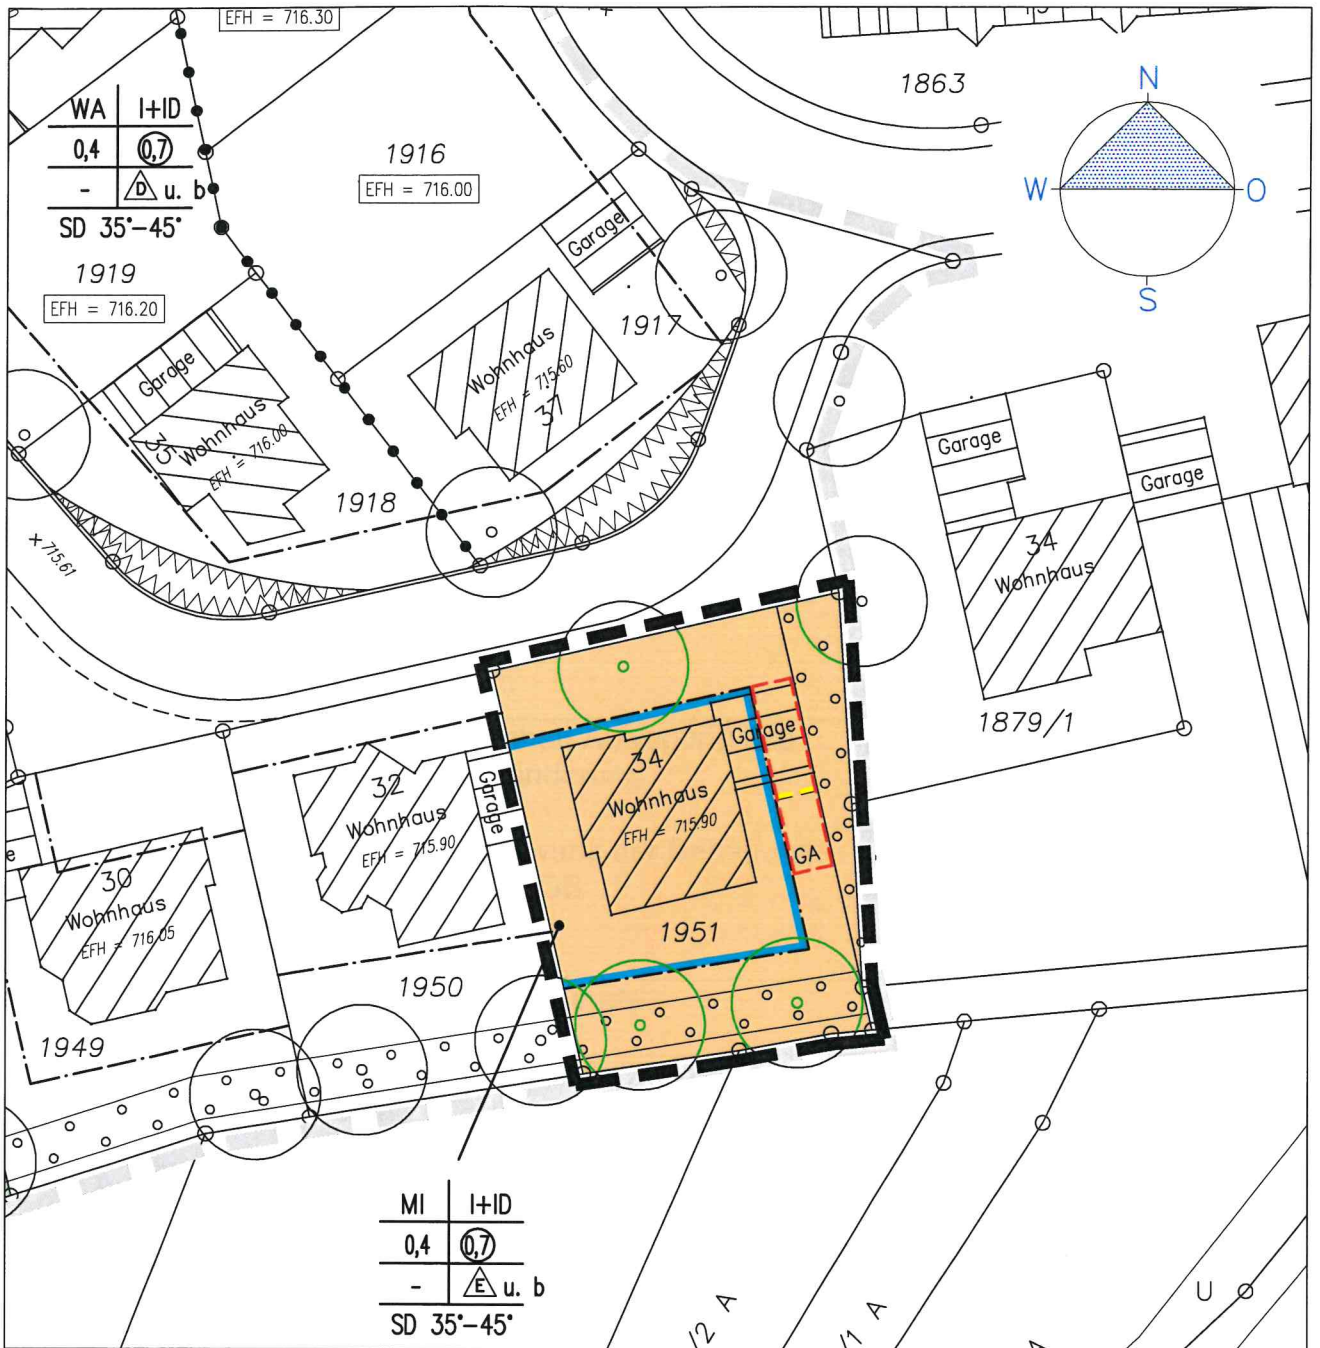 EFH = 716.30
1863
N
W
O
S
WA I+ID
0,4 0,7
- D u. b
SD 35°-45°
1916
EFH = 716.00
Garage
1919
EFH = 716.20
1917
Wohnhaus
EFH = 715.60
37
Garage
Wohnhaus
EFH = 716.00
1918
× 715.61
Garage
Garage
34
Wohnhaus
1879/1
32
Wohnhaus
EFH = 715.90
Garage
34
Wohnhaus
EFH = 715.90
Garage
GA
1951
30
Wohnhaus
EFH = 716.05
1950
1949
MI I+ID
0,4 0,7
- E u. b
SD 35°-45°
/2 A
/1 A
U